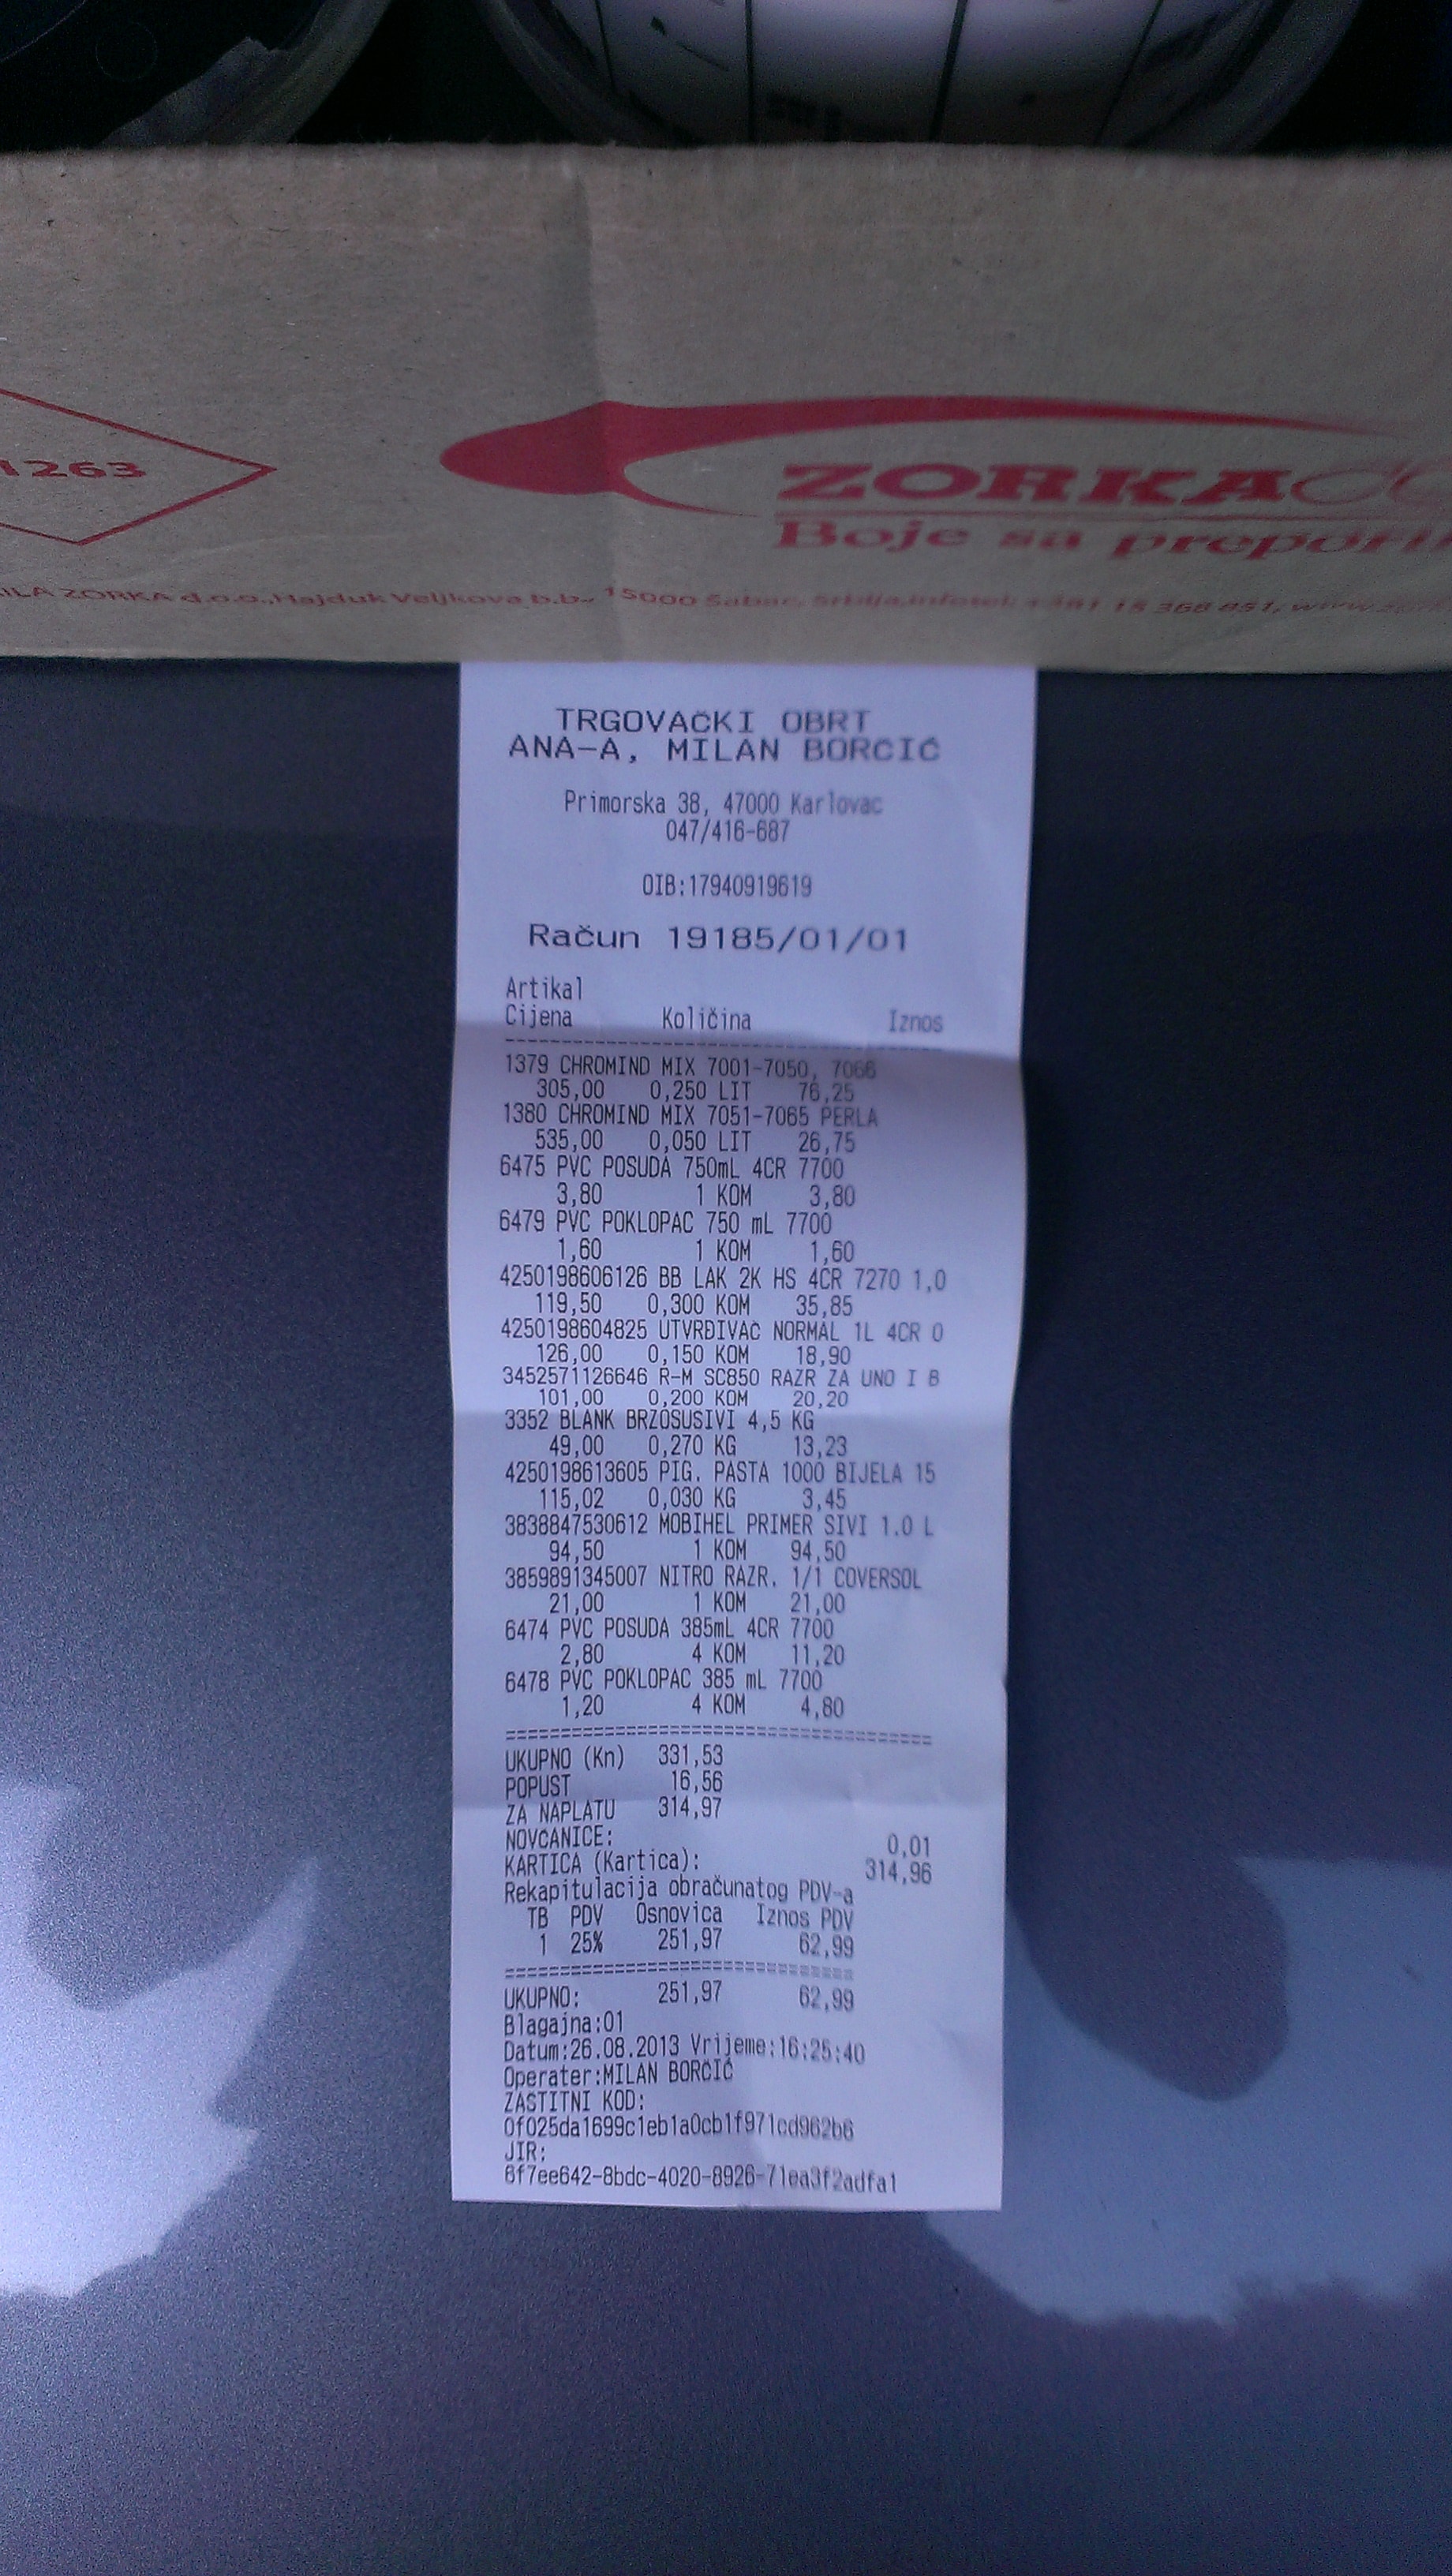 1263
ZORKA
Boje sa
ZORKA d.o.o., Hajduk Veljkova b.b., 15000 Šabac, Srbija, infotel: +381 15 368 851,
TRGOVAČKI OBRT
ANA-A, MILAN BORČIĆ
Primorska 38, 47000 Karlovac
047/416-687
OIB:17940919619
Račun 19185/01/01
Artikal
Cijena Količina Iznos
1379 CHROMIND MIX 7001-7050, 7066
305,00 0,250 LIT 76,25
1380 CHROMIND MIX 7051-7065 PERLA
535,00 0,050 LIT 26,75
6475 PVC POSUDA 750mL 4CR 7700
3,80 1 KOM 3,80
6479 PVC POKLOPAC 750 mL 7700
1,60 1 KOM 1,60
4250198606126 BB LAK 2K HS 4CR 7270 1,0
119,50 0,300 KOM 35,85
4250198604825 UTVRĐIVAČ NORMAL 1L 4CR 0
126,00 0,150 KOM 18,90
3452571126646 R-M SC850 RAZR ZA UNO I B
101,00 0,200 KOM 20,20
3352 BLANK BRZOSUSIVI 4,5 KG
49,00 0,270 KG 13,23
4250198613605 PIG. PASTA 1000 BIJELA 15
115,02 0,030 KG 3,45
3838847530612 MOBIHEL PRIMER SIVI 1.0 L
94,50 1 KOM 94,50
3859891345007 NITRO RAZR. 1/1 COVERSOL
21,00 1 KOM 21,00
6474 PVC POSUDA 385mL 4CR 7700
2,80 4 KOM 11,20
6478 PVC POKLOPAC 385 mL 7700
1,20 4 KOM 4,80
UKUPNO (Kn) 331,53
POPUST 16,56
ZA NAPLATU 314,97
NOVČANICE: 0,01
KARTICA (Kartica): 314,96
Rekapitulacija obračunatog PDV-a
TB PDV Osnovica Iznos PDV
1 25% 251,97 62,99
UKUPNO: 251,97 62,99
Blagajna:01
Datum:26.08.2013 Vrijeme:16:25:40
Operater:MILAN BORČIĆ
ZAŠTITNI KOD:
0f025da1699c1eb1a0cb1f971cd962b6
JIR:
6f7ee642-8bdc-4020-8926-71ea3f2adfa1